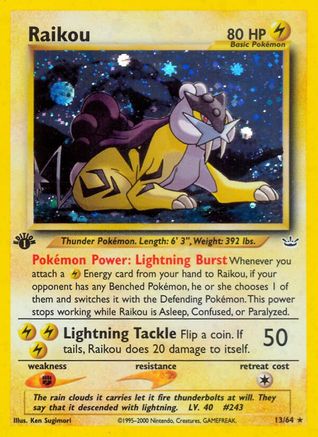 Raikou
80 HP
Basic Pokémon
EDITION
1
Thunder Pokémon. Length: 6' 3", Weight: 392 lbs.
Pokémon Power: Lightning Burst Whenever you
attach a Energy card from your hand to Raikou, if your
opponent has any Benched Pokémon, he or she chooses 1
of them and switches it with the Defending Pokémon. This power
stops working while Raikou is Asleep, Confused, or Paralyzed.
Lightning Tackle Flip a coin. If
tails, Raikou does 20 damage to itself.
50
weakness resistance retreat cost
The rain clouds it carries let it fire thunderbolts at will. They
say that it descended with lightning. LV. 40 #243
Illus. Ken Sugimori ©1995-2000 Nintendo, Creatures, GAMEFREAK. 13/64 ★